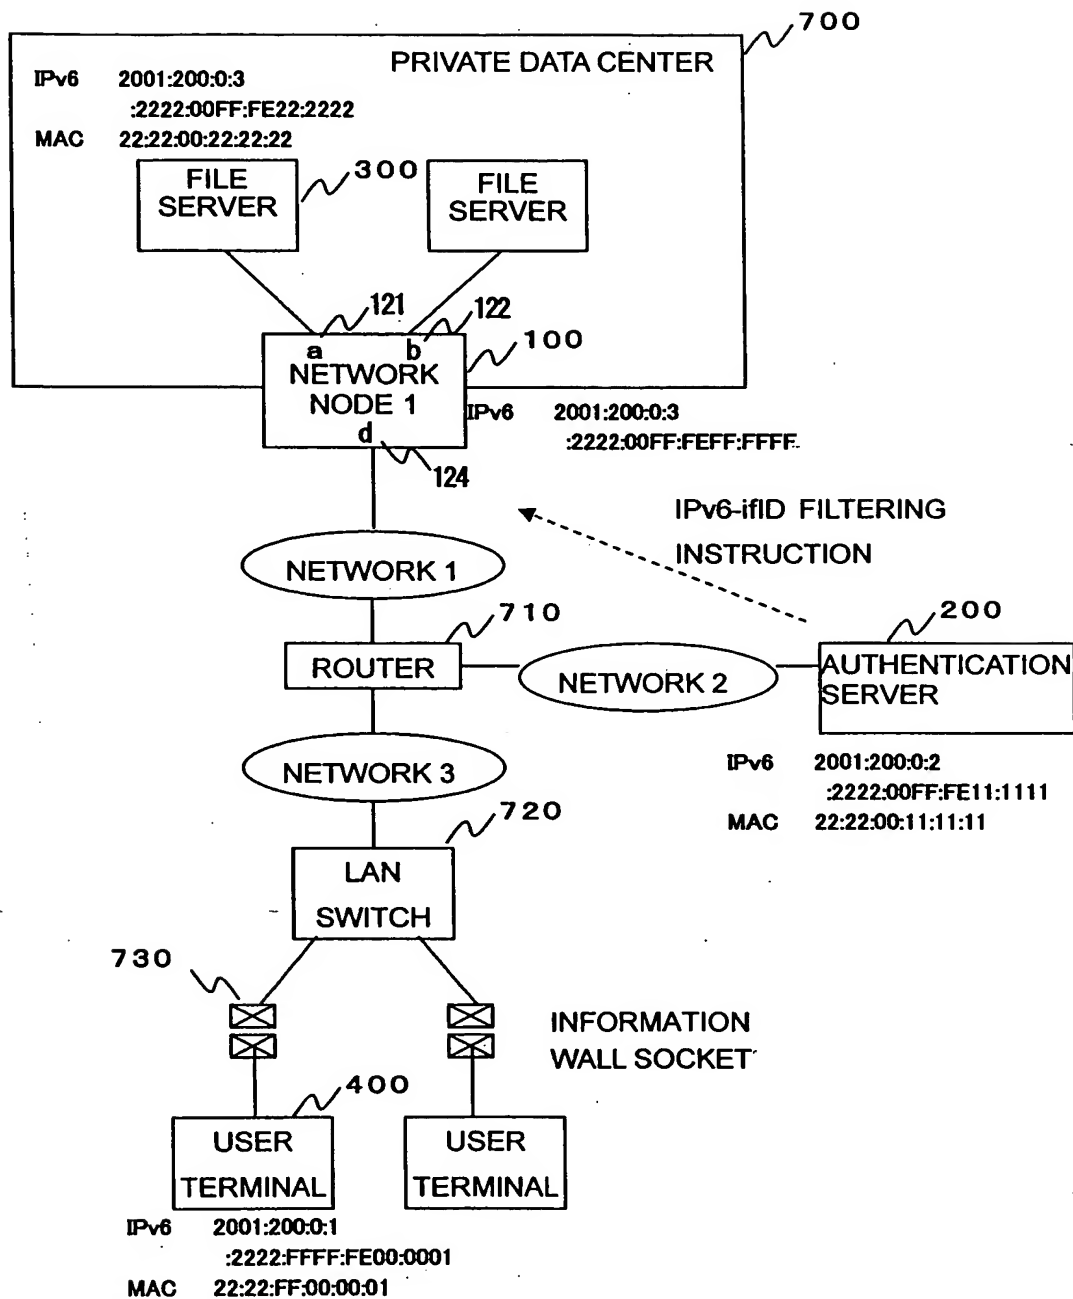 700
PRIVATE DATA CENTER
IPv6 2001:200:0:3
:2222:00FF:FE22:2222
MAC 22:22:00:22:22:22
FILE
SERVER
300
FILE
SERVER
121
122
a
b
100
NETWORK
NODE 1
d
124
IPv6 2001:200:0:3
:2222:00FF:FEFF:FFFF
IPv6-ifID FILTERING
INSTRUCTION
NETWORK 1
710
ROUTER
NETWORK 2
200
AUTHENTICATION
SERVER
IPv6 2001:200:0:2
:2222:00FF:FE11:1111
MAC 22:22:00:11:11:11
NETWORK 3
720
LAN
SWITCH
730
INFORMATION
WALL SOCKET
400
USER
TERMINAL
USER
TERMINAL
IPv6 2001:200:0:1
:2222:FFFF:FE00:0001
MAC 22:22:FF:00:00:01